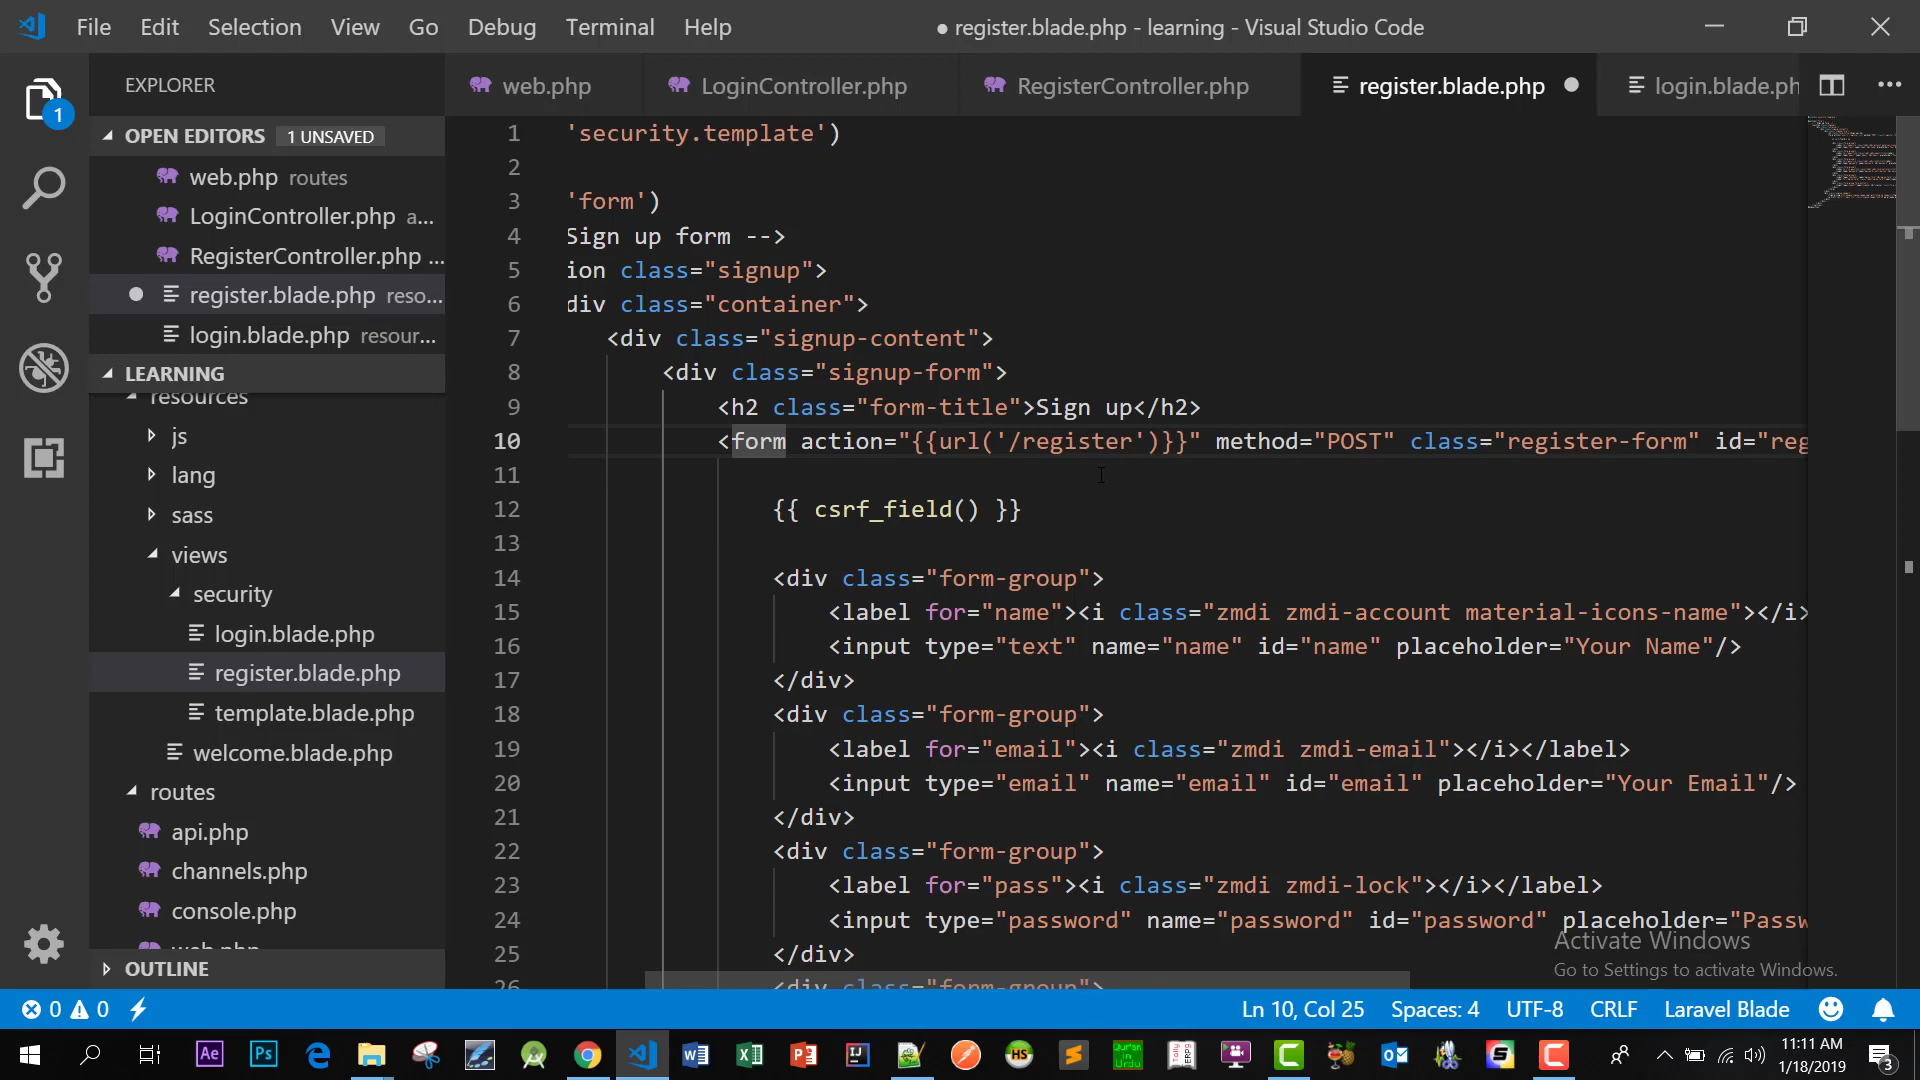 File Edit Selection View Go Debug Terminal Help
● register.blade.php - learning - Visual Studio Code
EXPLORER
web.php
LoginController.php
RegisterController.php
register.blade.php
login.blade.ph
1
OPEN EDITORS 1 UNSAVED
web.php routes
LoginController.php a...
RegisterController.php ...
register.blade.php reso...
login.blade.php resour...
LEARNING
resources
js
lang
sass
views
security
login.blade.php
register.blade.php
template.blade.php
welcome.blade.php
routes
api.php
channels.php
console.php
web.php
OUTLINE
1 'security.template')
2
3 'form')
4 Sign up form -->
5 ion class="signup">
6 div class="container">
7 <div class="signup-content">
8 <div class="signup-form">
9 <h2 class="form-title">Sign up</h2>
10 <form action="{{url('/register')}}" method="POST" class="register-form" id="reg
11
12 {{ csrf_field() }}
13
14 <div class="form-group">
15 <label for="name"><i class="zmdi zmdi-account material-icons-name"></i>
16 <input type="text" name="name" id="name" placeholder="Your Name"/>
17 </div>
18 <div class="form-group">
19 <label for="email"><i class="zmdi zmdi-email"></i></label>
20 <input type="email" name="email" id="email" placeholder="Your Email"/>
21 </div>
22 <div class="form-group">
23 <label for="pass"><i class="zmdi zmdi-lock"></i></label>
24 <input type="password" name="password" id="password" placeholder="Passw
25 </div>
26 <div class="form-group">
Activate Windows
Go to Settings to activate Windows.
0 0
Ln 10, Col 25 Spaces: 4 UTF-8 CRLF Laravel Blade
Ae Ps
11:11 AM
1/18/2019
3